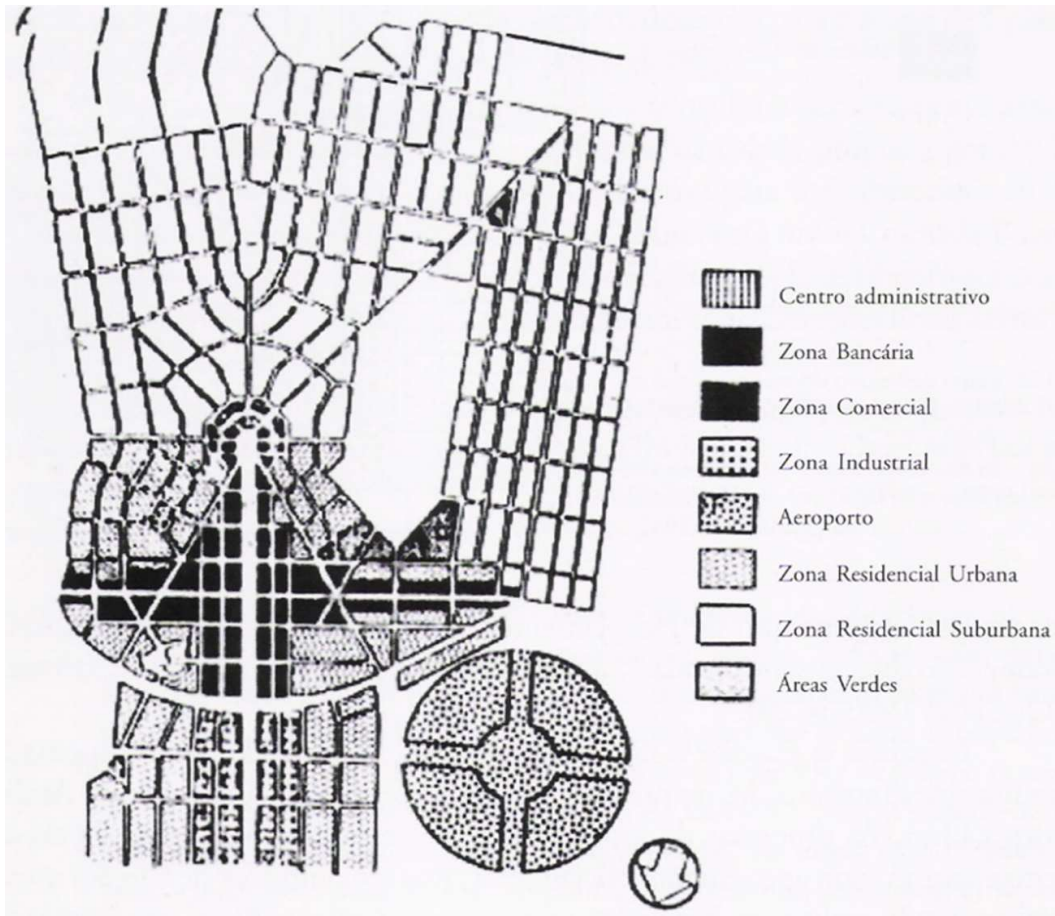 Centro administrativo
Zona Bancária
Zona Comercial
Zona Industrial
Aeroporto
Zona Residencial Urbana
Zona Residencial Suburbana
Áreas Verdes